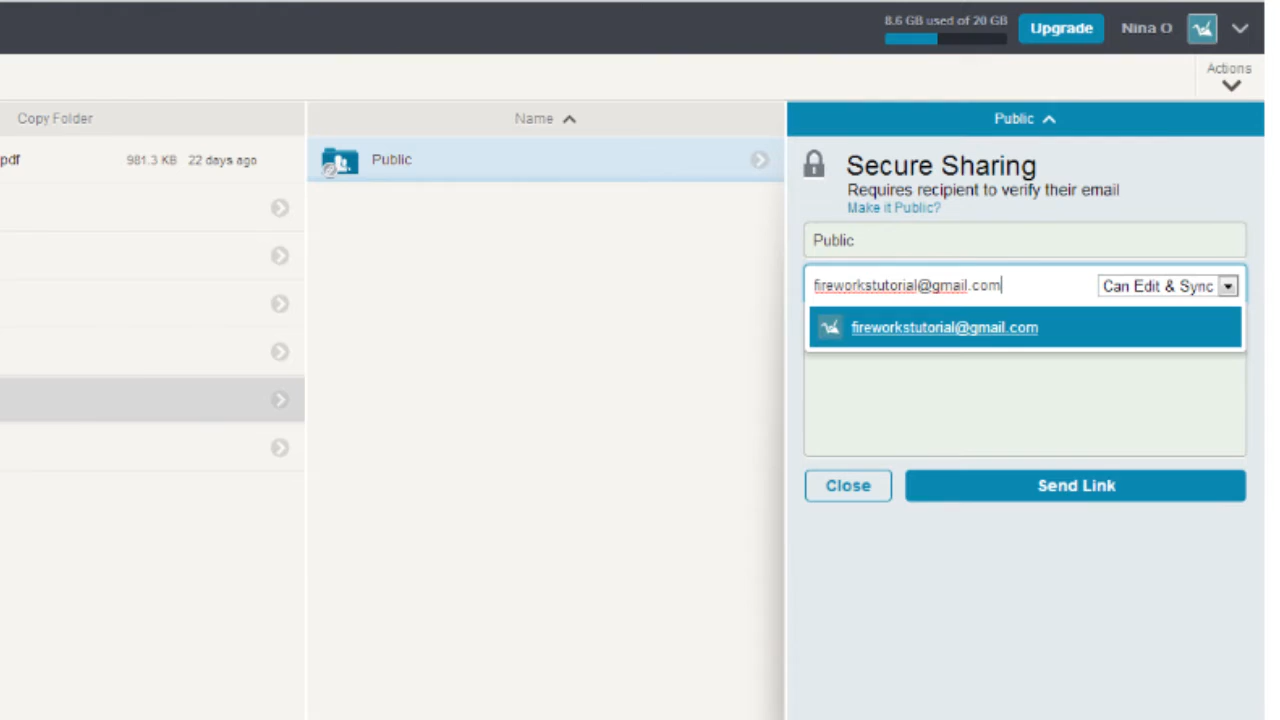 8.6 GB used of 20 GB
Upgrade
Nina O
Actions
Copy Folder
Name
Public
pdf 981.3 KB 22 days ago
Public
Secure Sharing
Requires recipient to verify their email
Make it Public?
Public
fireworkstutorial@gmail.com Can Edit & Sync
fireworkstutorial@gmail.com
Close
Send Link